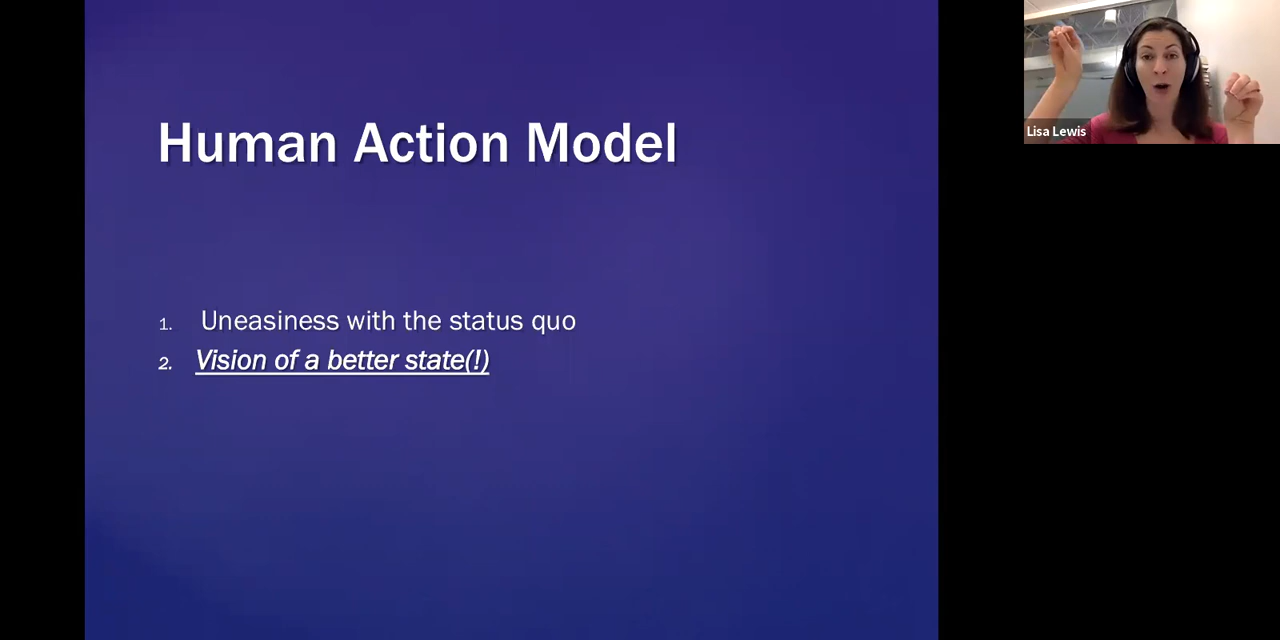 Human Action Model
1. Uneasiness with the status quo
2. Vision of a better state(!)
Lisa Lewis